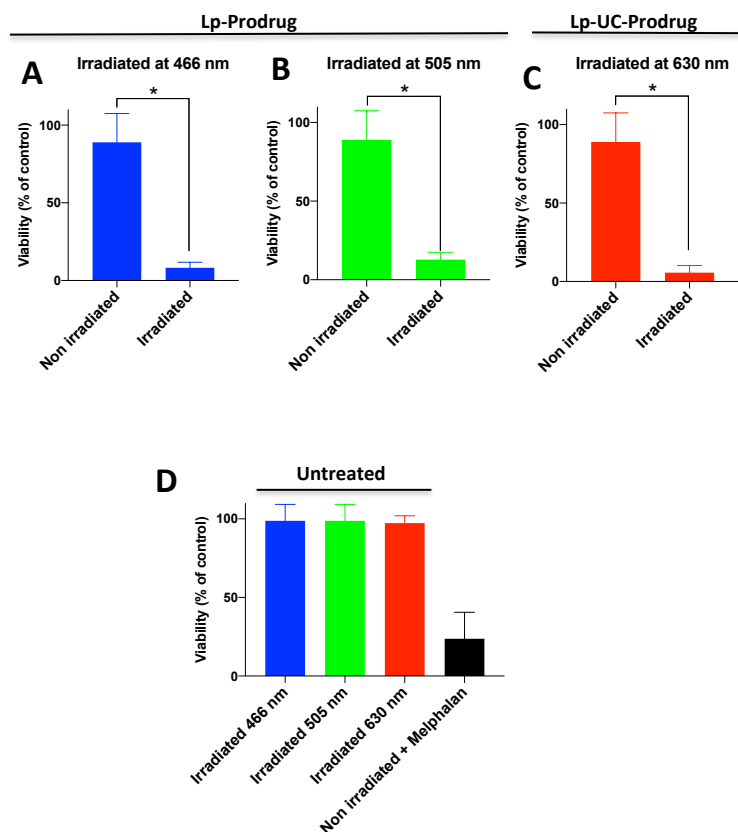 Lp-Prodrug
Lp-UC-Prodrug
A
Irradiated at 466 nm
*
Viability (% of control)
100
50
0
Non irradiated
Irradiated
B
Irradiated at 505 nm
*
Viability (% of control)
100
50
0
Non irradiated
Irradiated
C
Irradiated at 630 nm
*
Viability (% of control)
100
50
0
Non irradiated
Irradiated
D
Untreated
Viability (% of control)
100
50
0
Irradiated 466 nm
Irradiated 505 nm
Irradiated 630 nm
Non irradiated + Melphalan